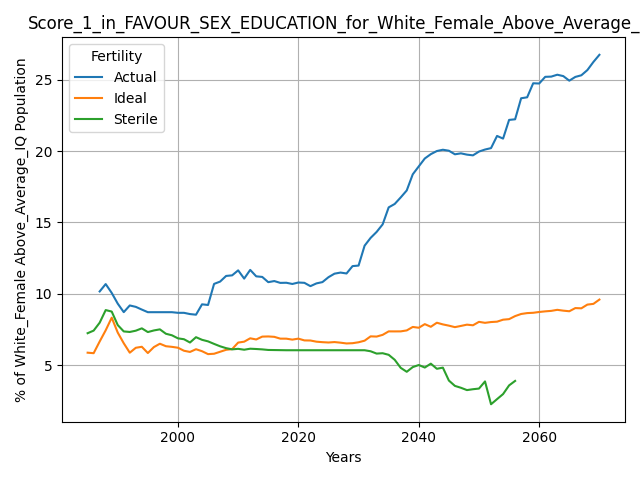 Score_1_in_FAVOUR_SEX_EDUCATION_for_White_Female_Above_Average_
Fertility
Actual
Ideal
Sterile
% of White_Female Above_Average_IQ Population
25
20
15
10
5
2000
2020
2040
2060
Years